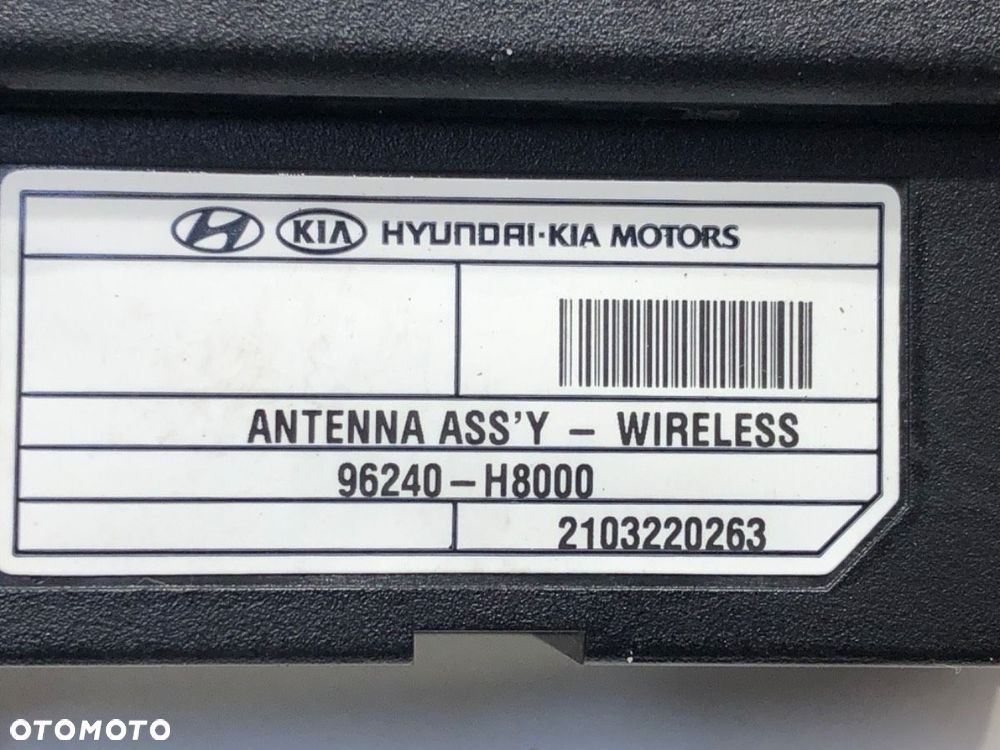 KIA HYUNDAI·KIA MOTORS
ANTENNA ASS'Y – WIRELESS
96240–H8000
2103220263
OTOMOTO